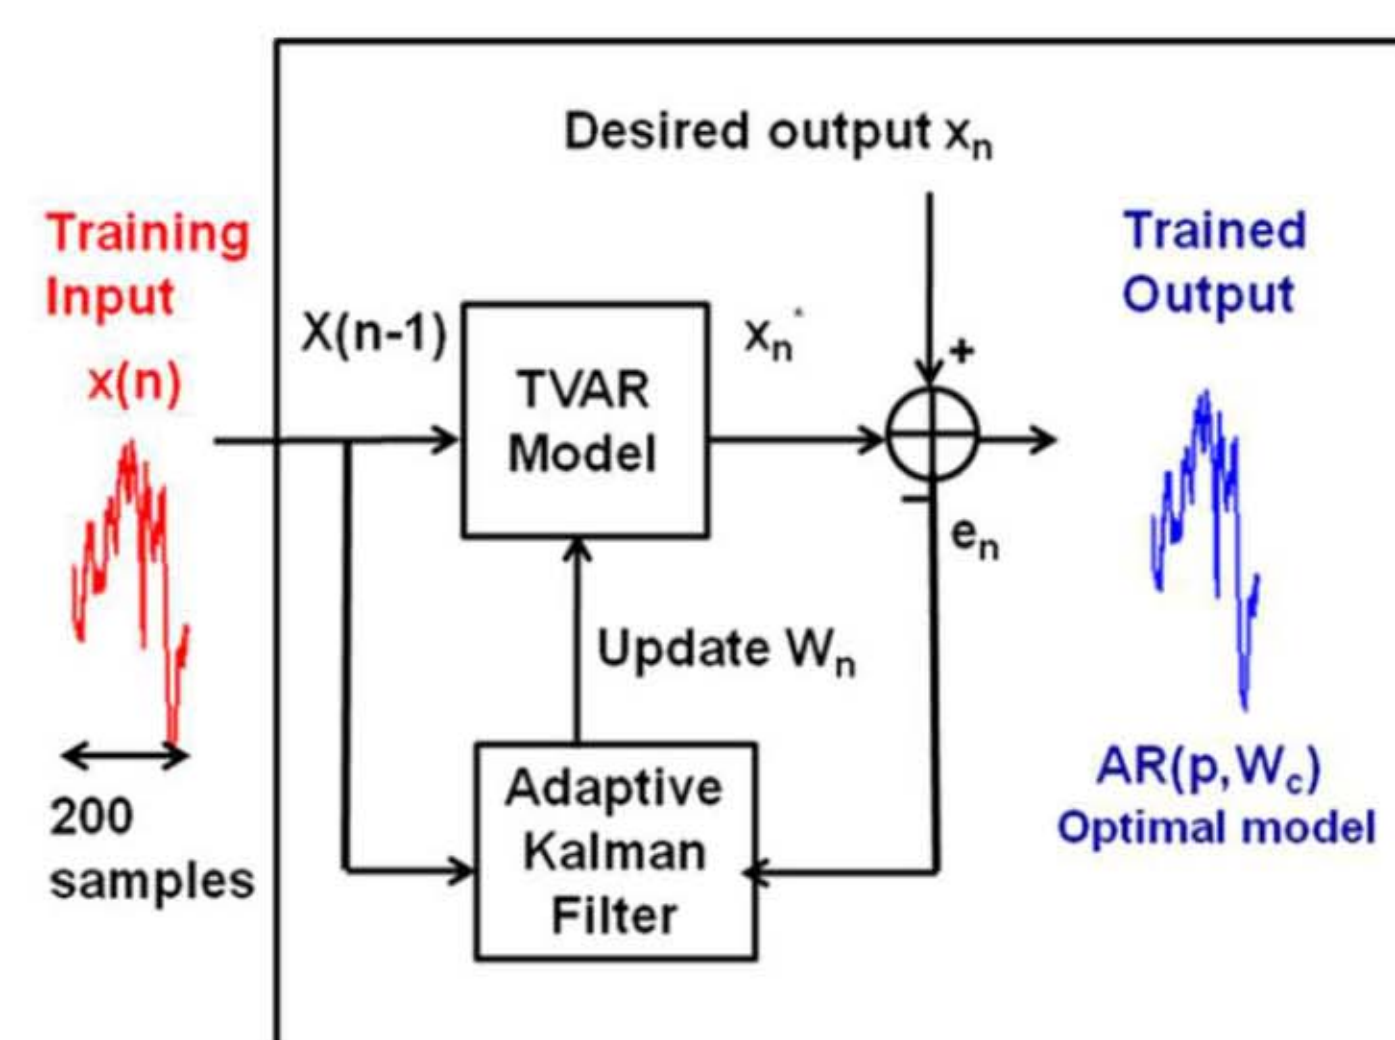 Desired output xn
Training
Input
x(n)
X(n-1)
TVAR
Model
xn^
+
−
en
Update Wn
Adaptive
Kalman
Filter
200
samples
Trained
Output
AR(p,Wc)
Optimal model